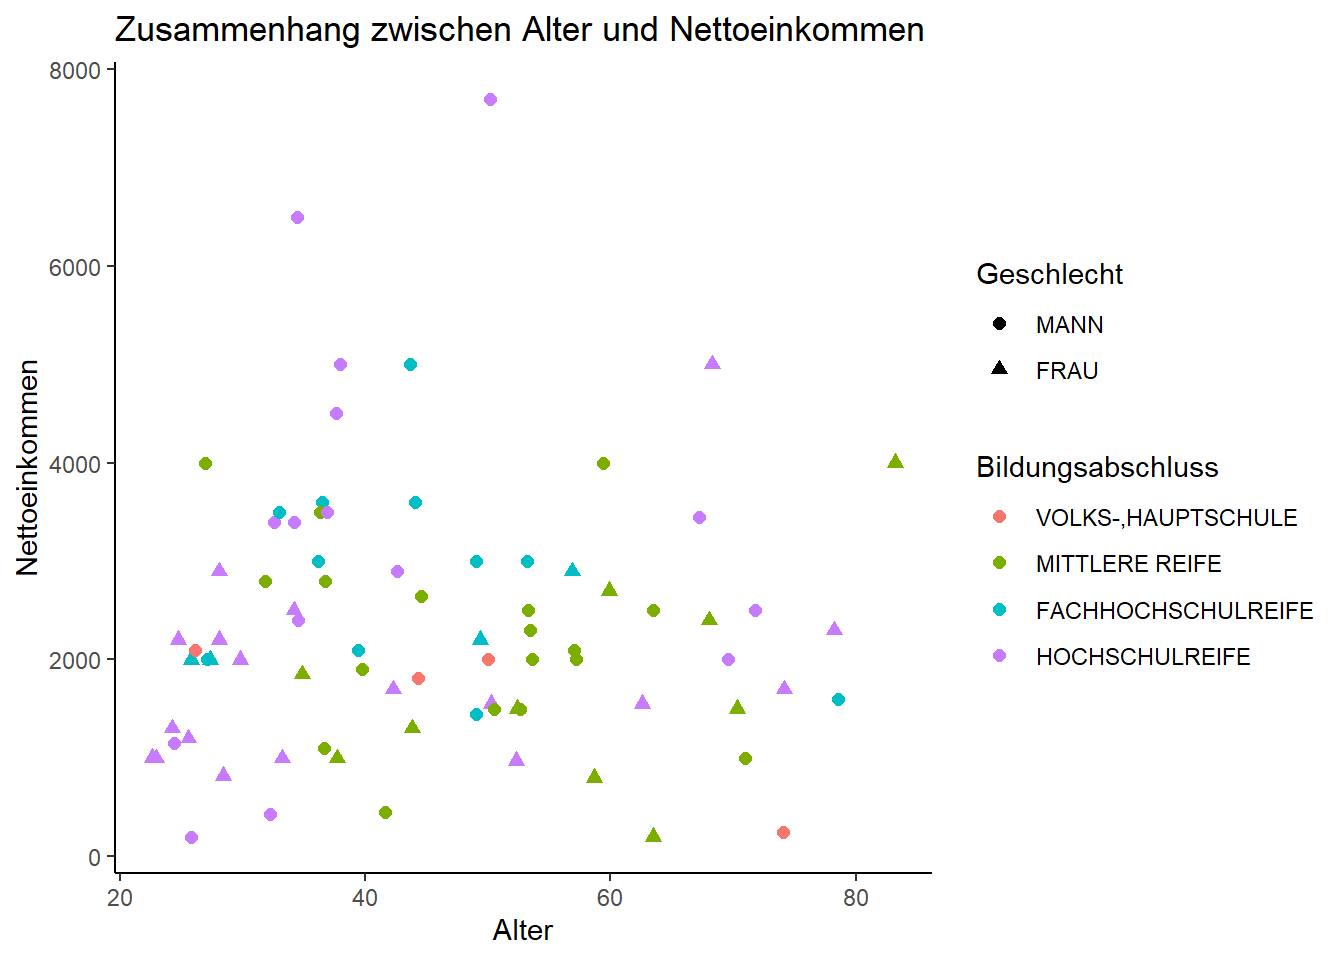 Zusammenhang zwischen Alter und Nettoeinkommen
8000
6000
4000
2000
0
Nettoeinkommen
20 40 60 80
Alter
Geschlecht
MANN
FRAU
Bildungsabschluss
VOLKS-,HAUPTSCHULE
MITTLERE REIFE
FACHHOCHSCHULREIFE
HOCHSCHULREIFE